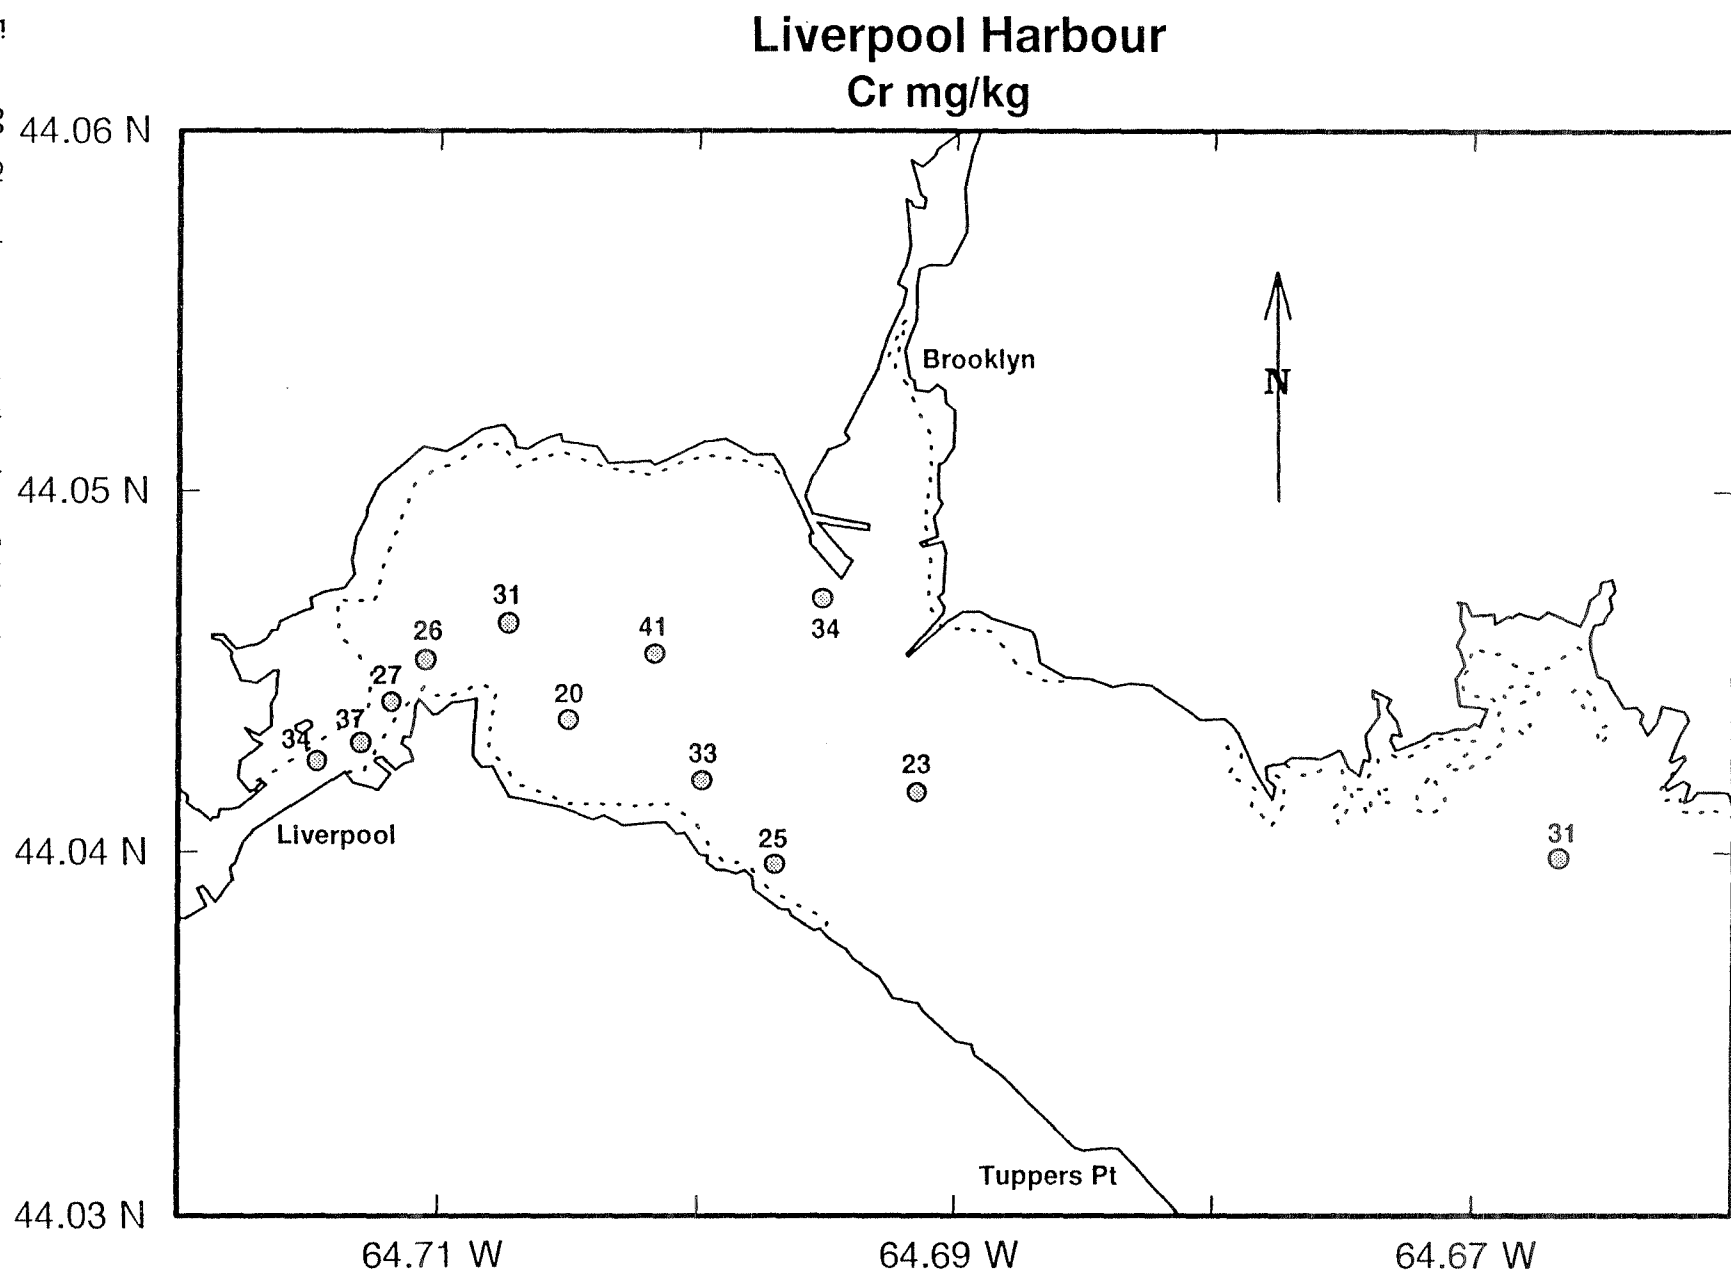 Liverpool Harbour
Cr mg/kg
44.06 N
Brooklyn
N
44.05 N
31
41
34
26
27
20
37
34
33
23
25
31
Liverpool
44.04 N
Tuppers Pt
44.03 N
64.71 W
64.69 W
64.67 W